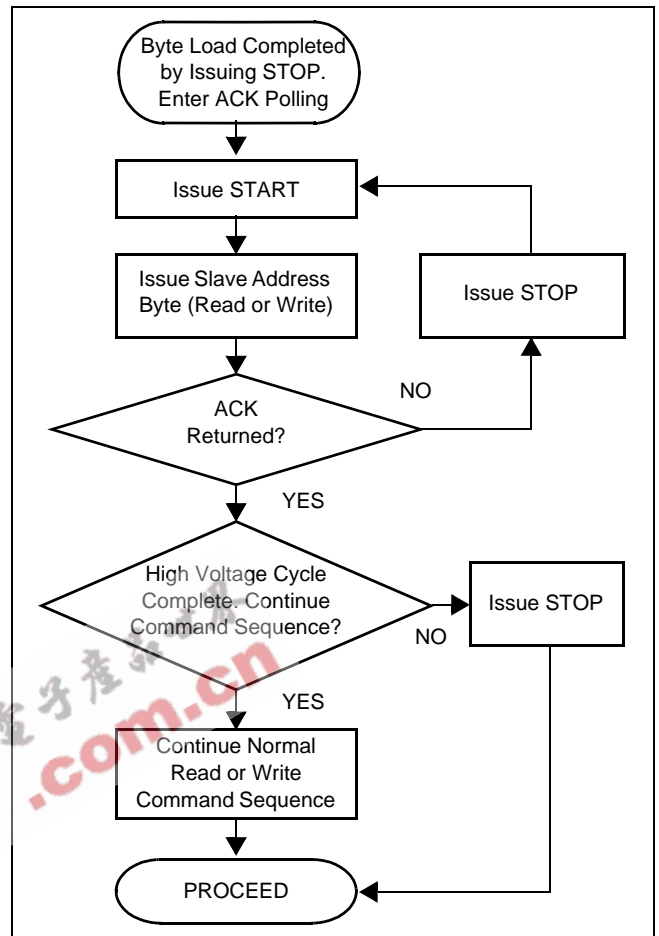 Byte Load Completed
by Issuing STOP.
Enter ACK Polling
Issue START
Issue Slave Address
Byte (Read or Write)
Issue STOP
ACK
Returned?
NO
YES
High Voltage Cycle
Complete. Continue
Command Sequence?
Issue STOP
NO
YES
Continue Normal
Read or Write
Command Sequence
PROCEED
.com.cn